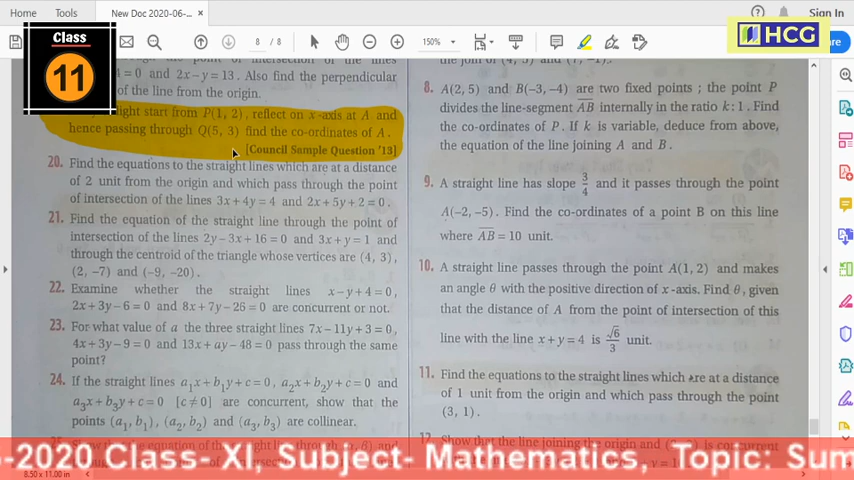 Home
Tools
New Doc 2020-06-...
Sign In
Class
11
HCG
8 / 8
150%
and 2x−y=13. Also find the perpendicular
of the line from the origin.
light start from P(1, 2), reflect on x-axis at A and
hence passing through Q(5, 3) find the co-ordinates of A.
[Council Sample Question '13]
20. Find the equations to the straight lines which are at a distance
of 2 unit from the origin and which pass through the point
of intersection of the lines 3x+4y=4 and 2x+5y+2=0.
21. Find the equation of the straight line through the point of
intersection of the lines 2y−3x+16=0 and 3x+y=1 and
through the centroid of the triangle whose vertices are (4, 3),
(2, −7) and (−9, −20).
22. Examine whether the straight lines x−y+4=0,
2x+3y−6=0 and 8x+7y−26=0 are concurrent or not.
23. For what value of a the three straight lines 7x−11y+3=0,
4x+3y−9=0 and 13x+ay−48=0 pass through the same
point?
24. If the straight lines a₁x+b₁y+c=0, a₂x+b₂y+c=0 and
a₃x+b₃y+c=0 [c≠0] are concurrent, show that the
points (a₁, b₁), (a₂, b₂) and (a₃, b₃) are collinear.
8. A(2, 5) and B(−3, −4) are two fixed points ; the point P
divides the line-segment AB internally in the ratio k: 1. Find
the co-ordinates of P. If k is variable, deduce from above,
the equation of the line joining A and B.
9. A straight line has slope 3/4 and it passes through the point
A(−2, −5). Find the co-ordinates of a point B on this line
where AB=10 unit.
10. A straight line passes through the point A(1, 2) and makes
an angle θ with the positive direction of x-axis. Find θ, given
that the distance of A from the point of intersection of this
line with the line x+y=4 is √6/3 unit.
11. Find the equations to the straight lines which are at a distance
of 1 unit from the origin and which pass through the point
(3, 1).
12. Show that the line joining the origin and
is concurrent
-2020 Class- XI, Subject- Mathematics, Topic: Sum
8.50 x 11.00 in